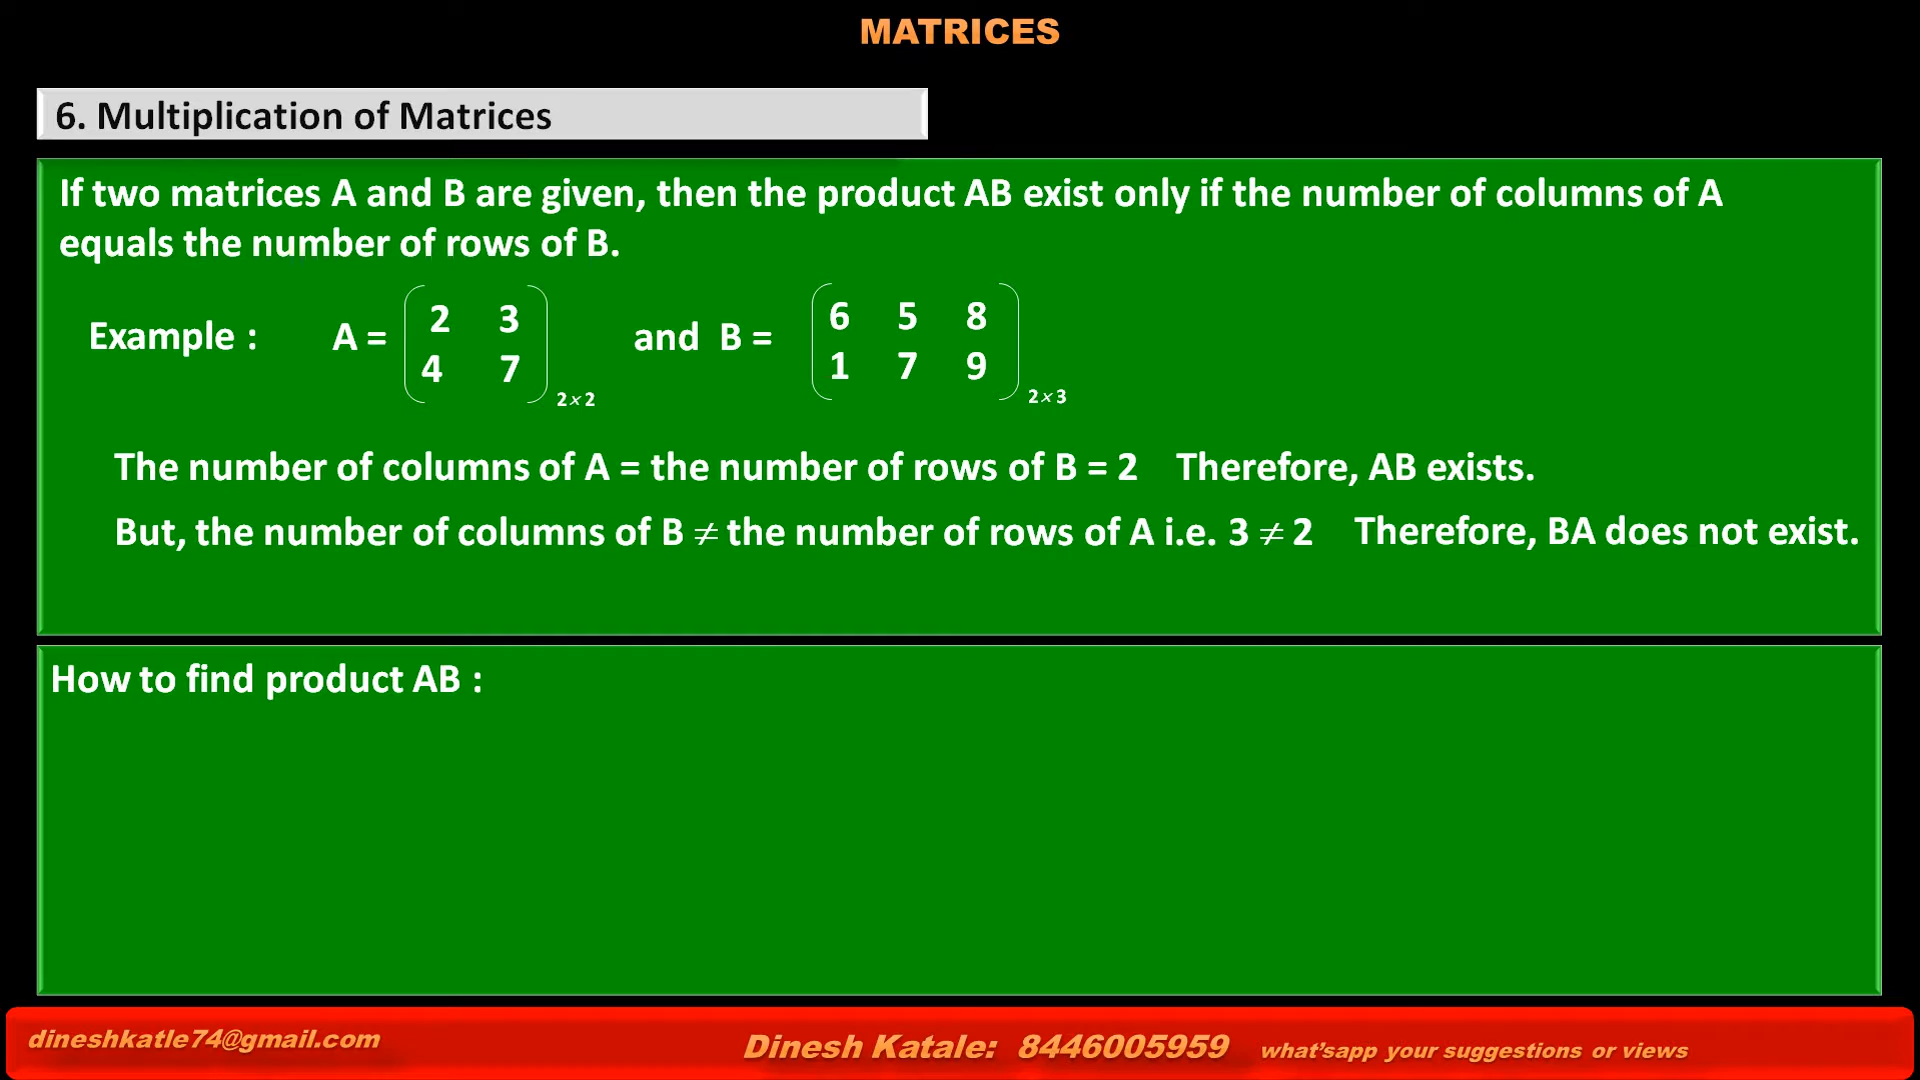 MATRICES
6. Multiplication of Matrices
If two matrices A and B are given, then the product AB exist only if the number of columns of A
equals the number of rows of B.
Example : A = ( 2 3 and B = ( 6 5 8
4 7 ) 2×2 1 7 9 ) 2×3
The number of columns of A = the number of rows of B = 2 Therefore, AB exists.
But, the number of columns of B ≠ the number of rows of A i.e. 3 ≠ 2 Therefore, BA does not exist.
How to find product AB :
dineshkatle74@gmail.com Dinesh Katale: 8446005959 what'sapp your suggestions or views